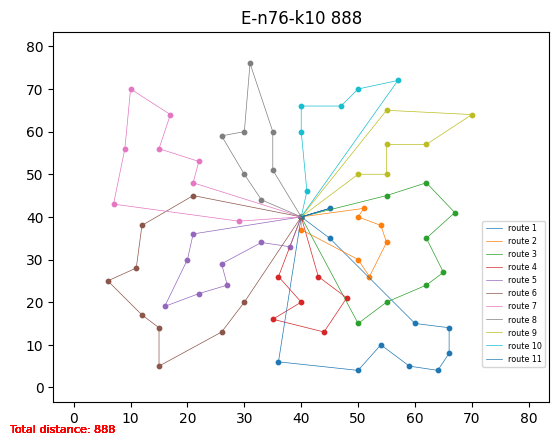 E-n76-k10 888
80
70
60
50
40
30
20
10
0
0 10 20 30 40 50 60 70 80
route 1
route 2
route 3
route 4
route 5
route 6
route 7
route 8
route 9
route 10
route 11
Total distance: 888